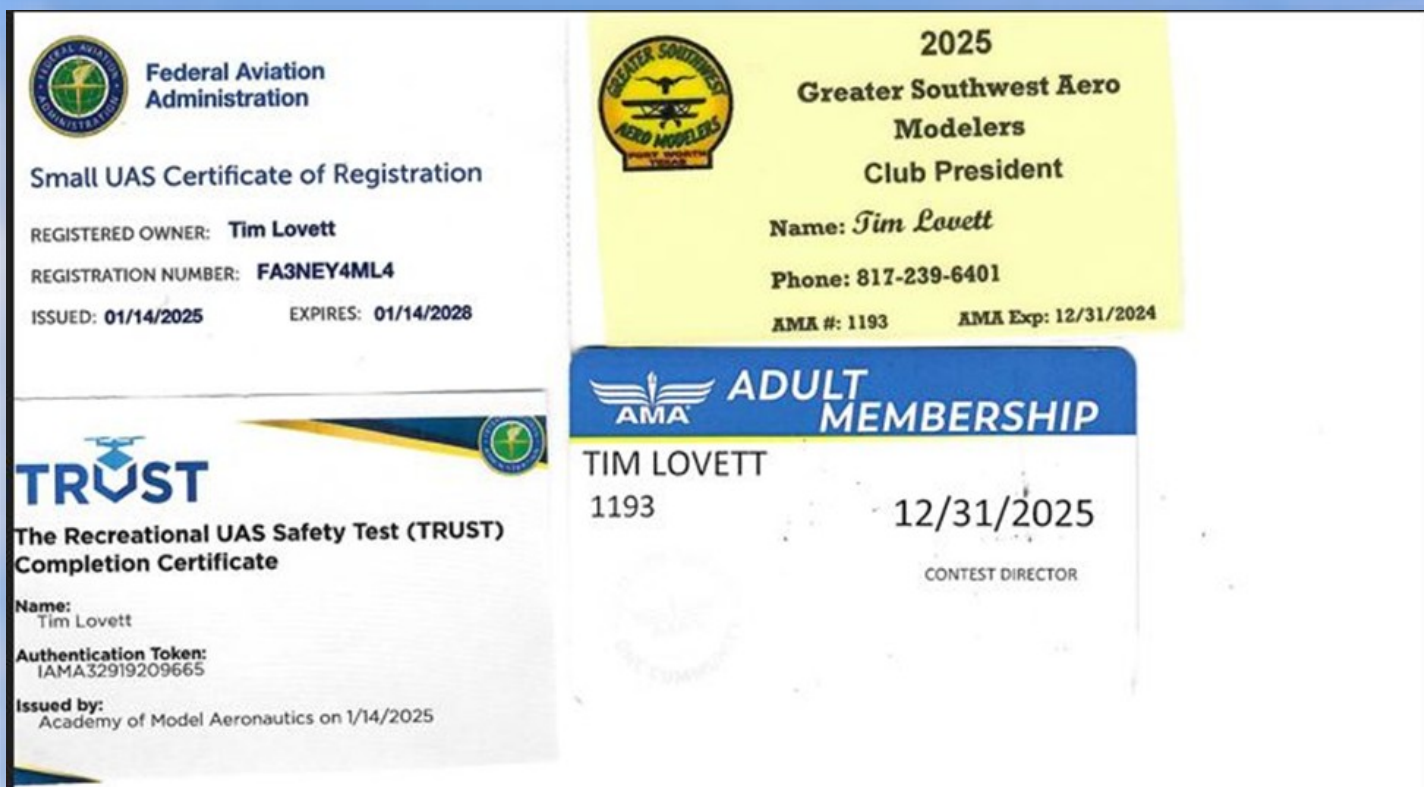 FEDERAL AVIATION
ADMINISTRATION
Federal Aviation
Administration
Small UAS Certificate of Registration
REGISTERED OWNER: Tim Lovett
REGISTRATION NUMBER: FA3NEY4ML4
ISSUED: 01/14/2025 EXPIRES: 01/14/2028
GREATER SOUTHWEST
AERO MODELERS
FORT WORTH
TEXAS
2025
Greater Southwest Aero
Modelers
Club President
Name: Tim Lovett
Phone: 817-239-6401
AMA #: 1193 AMA Exp: 12/31/2024
TRUST
The Recreational UAS Safety Test (TRUST)
Completion Certificate
Name:
Tim Lovett
Authentication Token:
IAMA32919209665
Issued by:
Academy of Model Aeronautics on 1/14/2025
AMA
ADULT
MEMBERSHIP
TIM LOVETT
1193
12/31/2025
CONTEST DIRECTOR